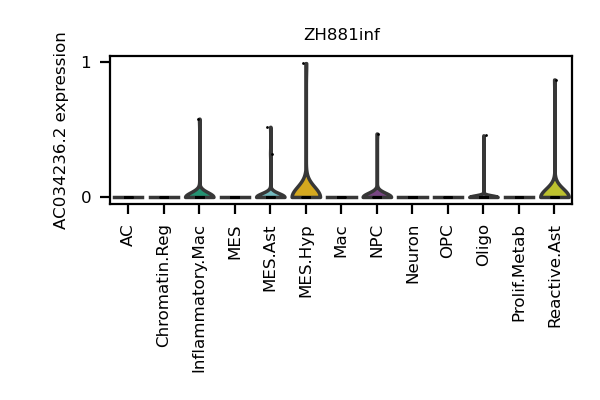 ZH881inf
AC034236.2 expression
1
0
AC
Chromatin.Reg
Inflammatory.Mac
MES
MES.Ast
MES.Hyp
Mac
NPC
Neuron
OPC
Oligo
Prolif.Metab
Reactive.Ast